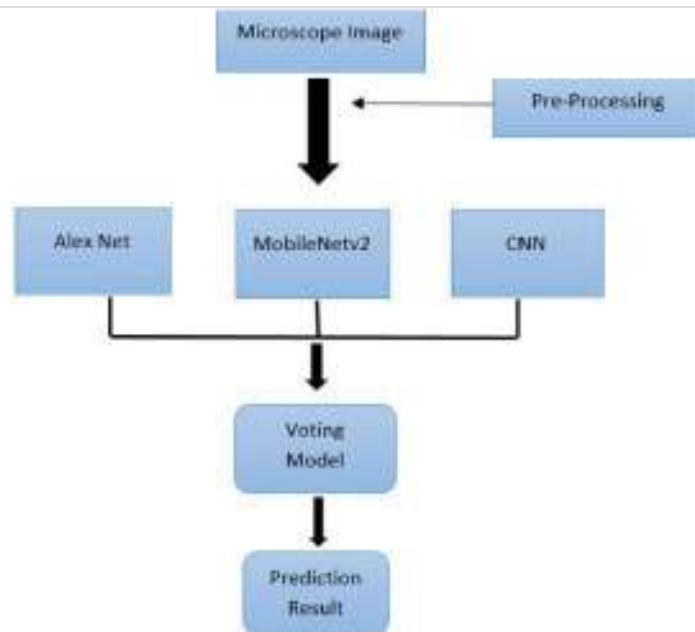 Microscope Image
Pre-Processing
Alex Net
MobileNetv2
CNN
Voting
Model
Prediction
Result